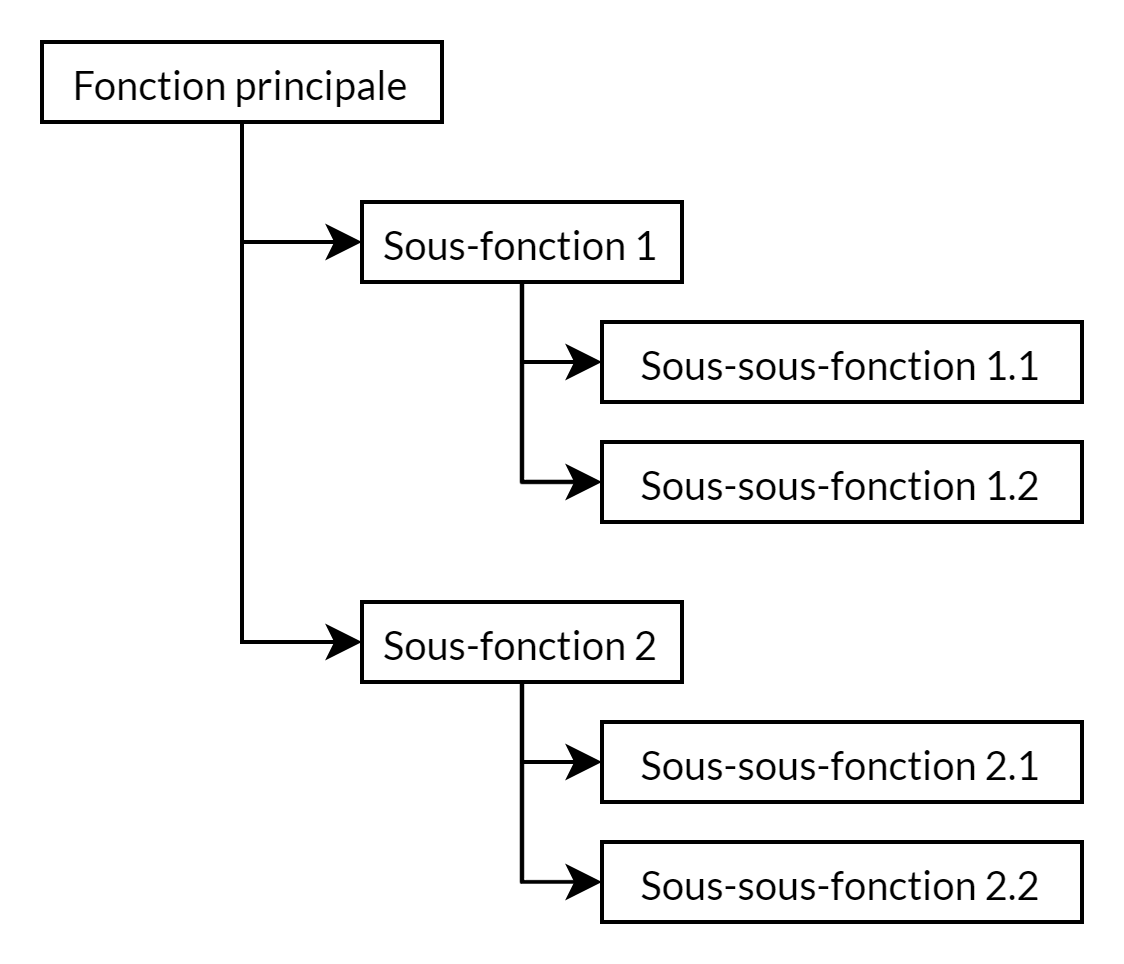 Fonction principale
Sous-fonction 1
Sous-sous-fonction 1.1
Sous-sous-fonction 1.2
Sous-fonction 2
Sous-sous-fonction 2.1
Sous-sous-fonction 2.2